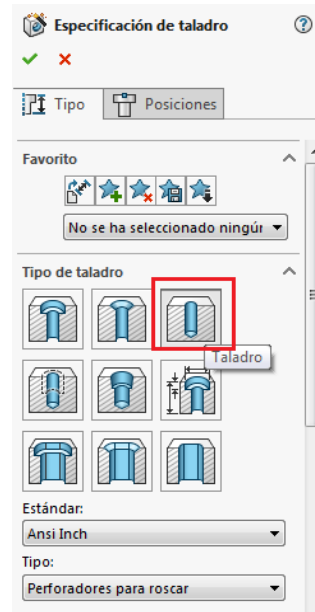 Especificación de taladro
Tipo
Posiciones
Favorito
No se ha seleccionado ningúr
Tipo de taladro
Taladro
Estándar:
Ansi Inch
Tipo:
Perforadores para roscar